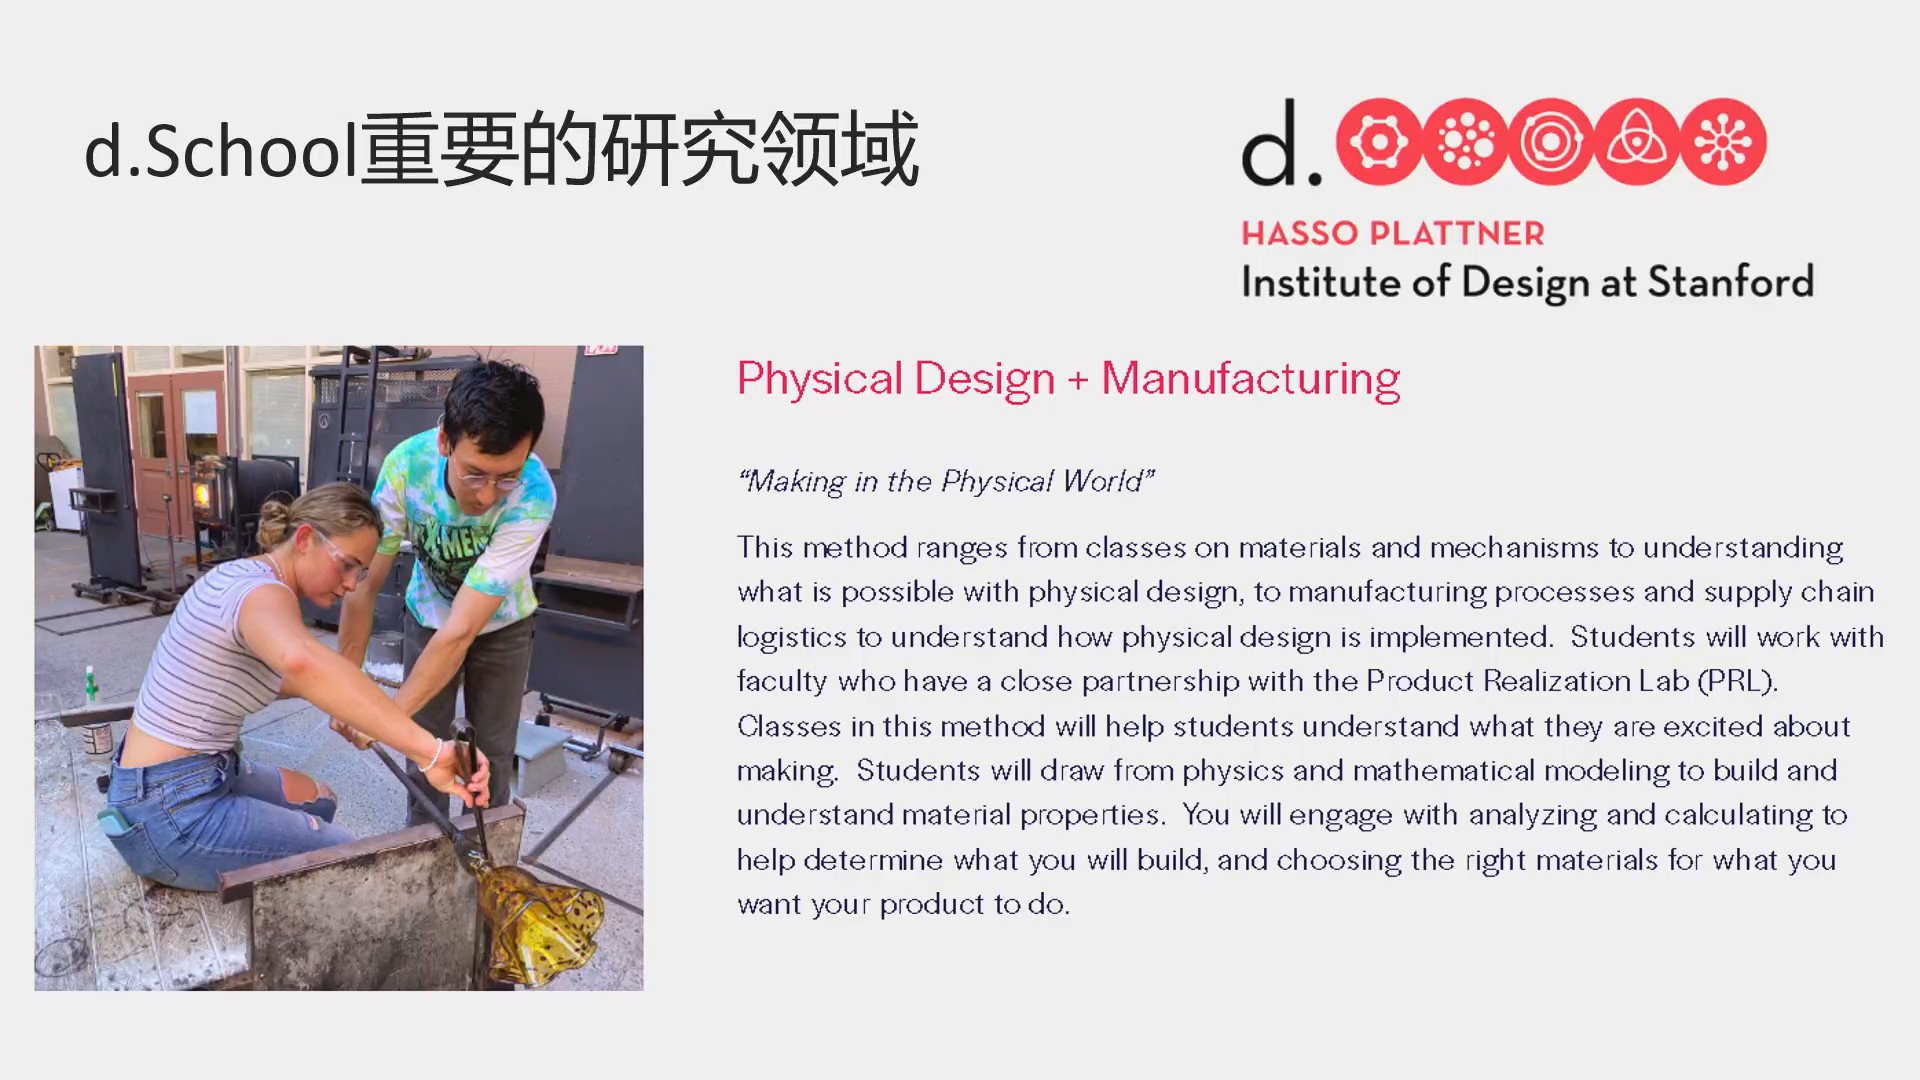 d.School重要的研究领域
d.
HASSO PLATTNER
Institute of Design at Stanford
Physical Design + Manufacturing
“Making in the Physical World”
This method ranges from classes on materials and mechanisms to understanding
what is possible with physical design, to manufacturing processes and supply chain
logistics to understand how physical design is implemented.  Students will work with
faculty who have a close partnership with the Product Realization Lab (PRL).
Classes in this method will help students understand what they are excited about
making.  Students will draw from physics and mathematical modeling to build and
understand material properties.  You will engage with analyzing and calculating to
help determine what you will build, and choosing the right materials for what you
want your product to do.
X-MEN